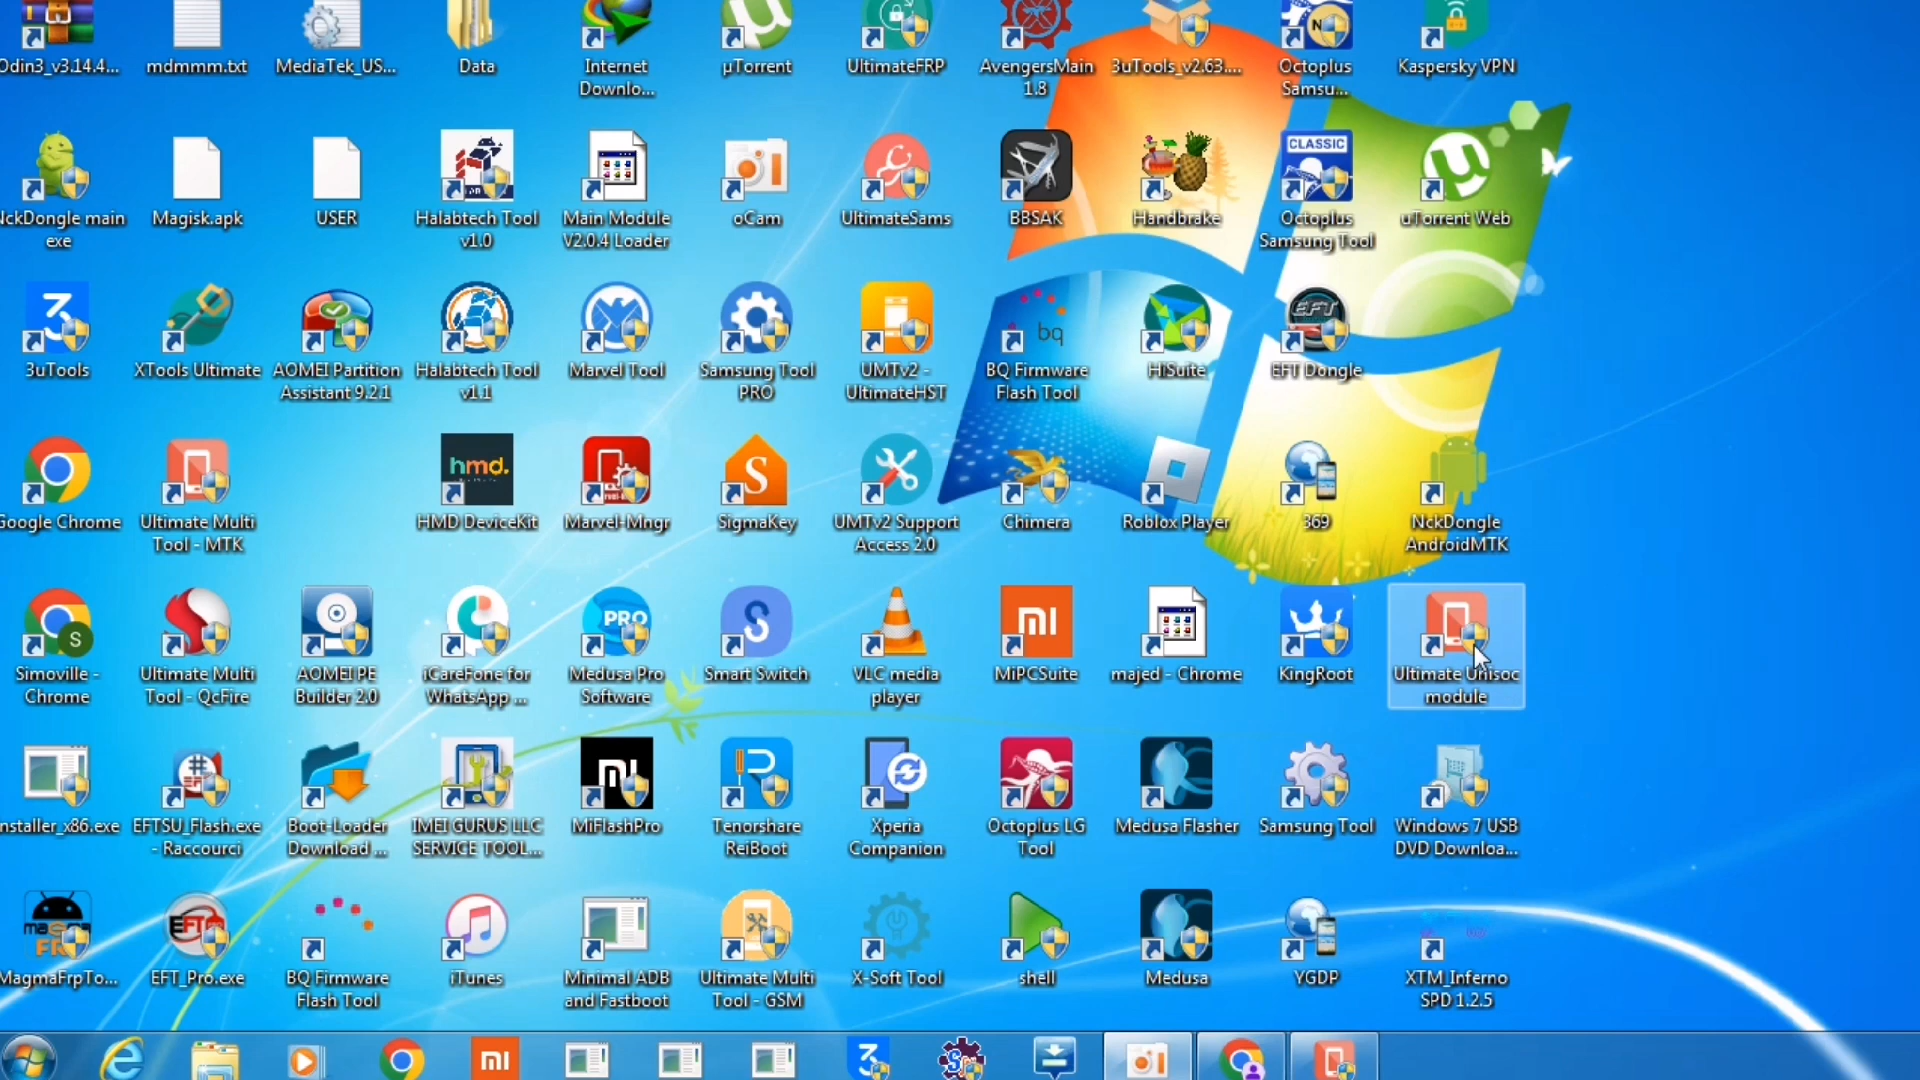 Odin3_v3.14.4...
mdmmm.txt
MediaTek_US...
Data
Internet
Downlo...
µTorrent
UltimateFRP
AvengersMain
1.8
3uTools_v2.63....
Octoplus
Samsu...
Kaspersky VPN
NckDongle main
exe
Magisk.apk
USER
Halabtech Tool
v1.0
Main Module
V2.0.4 Loader
oCam
UltimateSams
BBSAK
Handbrake
CLASSIC
Octoplus
Samsung Tool
uTorrent Web
3uTools
XTools Ultimate
AOMEI Partition
Assistant 9.2.1
Halabtech Tool
v1.1
Marvel Tool
Samsung Tool
PRO
UMTv2 -
UltimateHST
bq
BQ Firmware
Flash Tool
HiSuite
EFT
EFT Dongle
Google Chrome
Ultimate Multi
Tool - MTK
hmd.
HMD DeviceKit
Marvel-Mngr
S
SigmaKey
UMTv2 Support
Access 2.0
Chimera
Roblox Player
369
NckDongle
AndroidMTK
S
Simoville -
Chrome
Ultimate Multi
Tool - QcFire
AOMEI PE
Builder 2.0
iCareFone for
WhatsApp ...
PRO
Medusa Pro
Software
S
Smart Switch
VLC media
player
MiPCSuite
majed - Chrome
KingRoot
Ultimate Unisoc
module
nstaller_x86.exe
EFTSU_Flash.exe
- Raccourci
Boot-Loader
Download ...
IMEI GURUS LLC
SERVICE TOOL...
MiFlashPro
Tenorshare
ReiBoot
Xperia
Companion
Octoplus LG
Tool
Medusa Flasher
Samsung Tool
Windows 7 USB
DVD Downloa...
MagmaFrpTo...
EFT_Pro.exe
BQ Firmware
Flash Tool
iTunes
Minimal ADB
and Fastboot
Ultimate Multi
Tool - GSM
X-Soft Tool
shell
Medusa
YGDP
XTM_Inferno
SPD 1.2.5